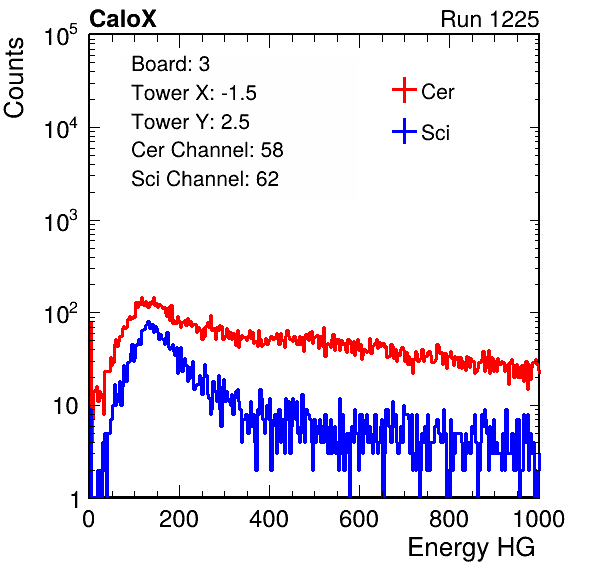 CaloX Run 1225
Counts
Board: 3
Tower X: -1.5
Tower Y: 2.5
Cer Channel: 58
Sci Channel: 62
Cer
Sci
10^5
10^4
10^3
10^2
10
1
0 200 400 600 800 1000
Energy HG